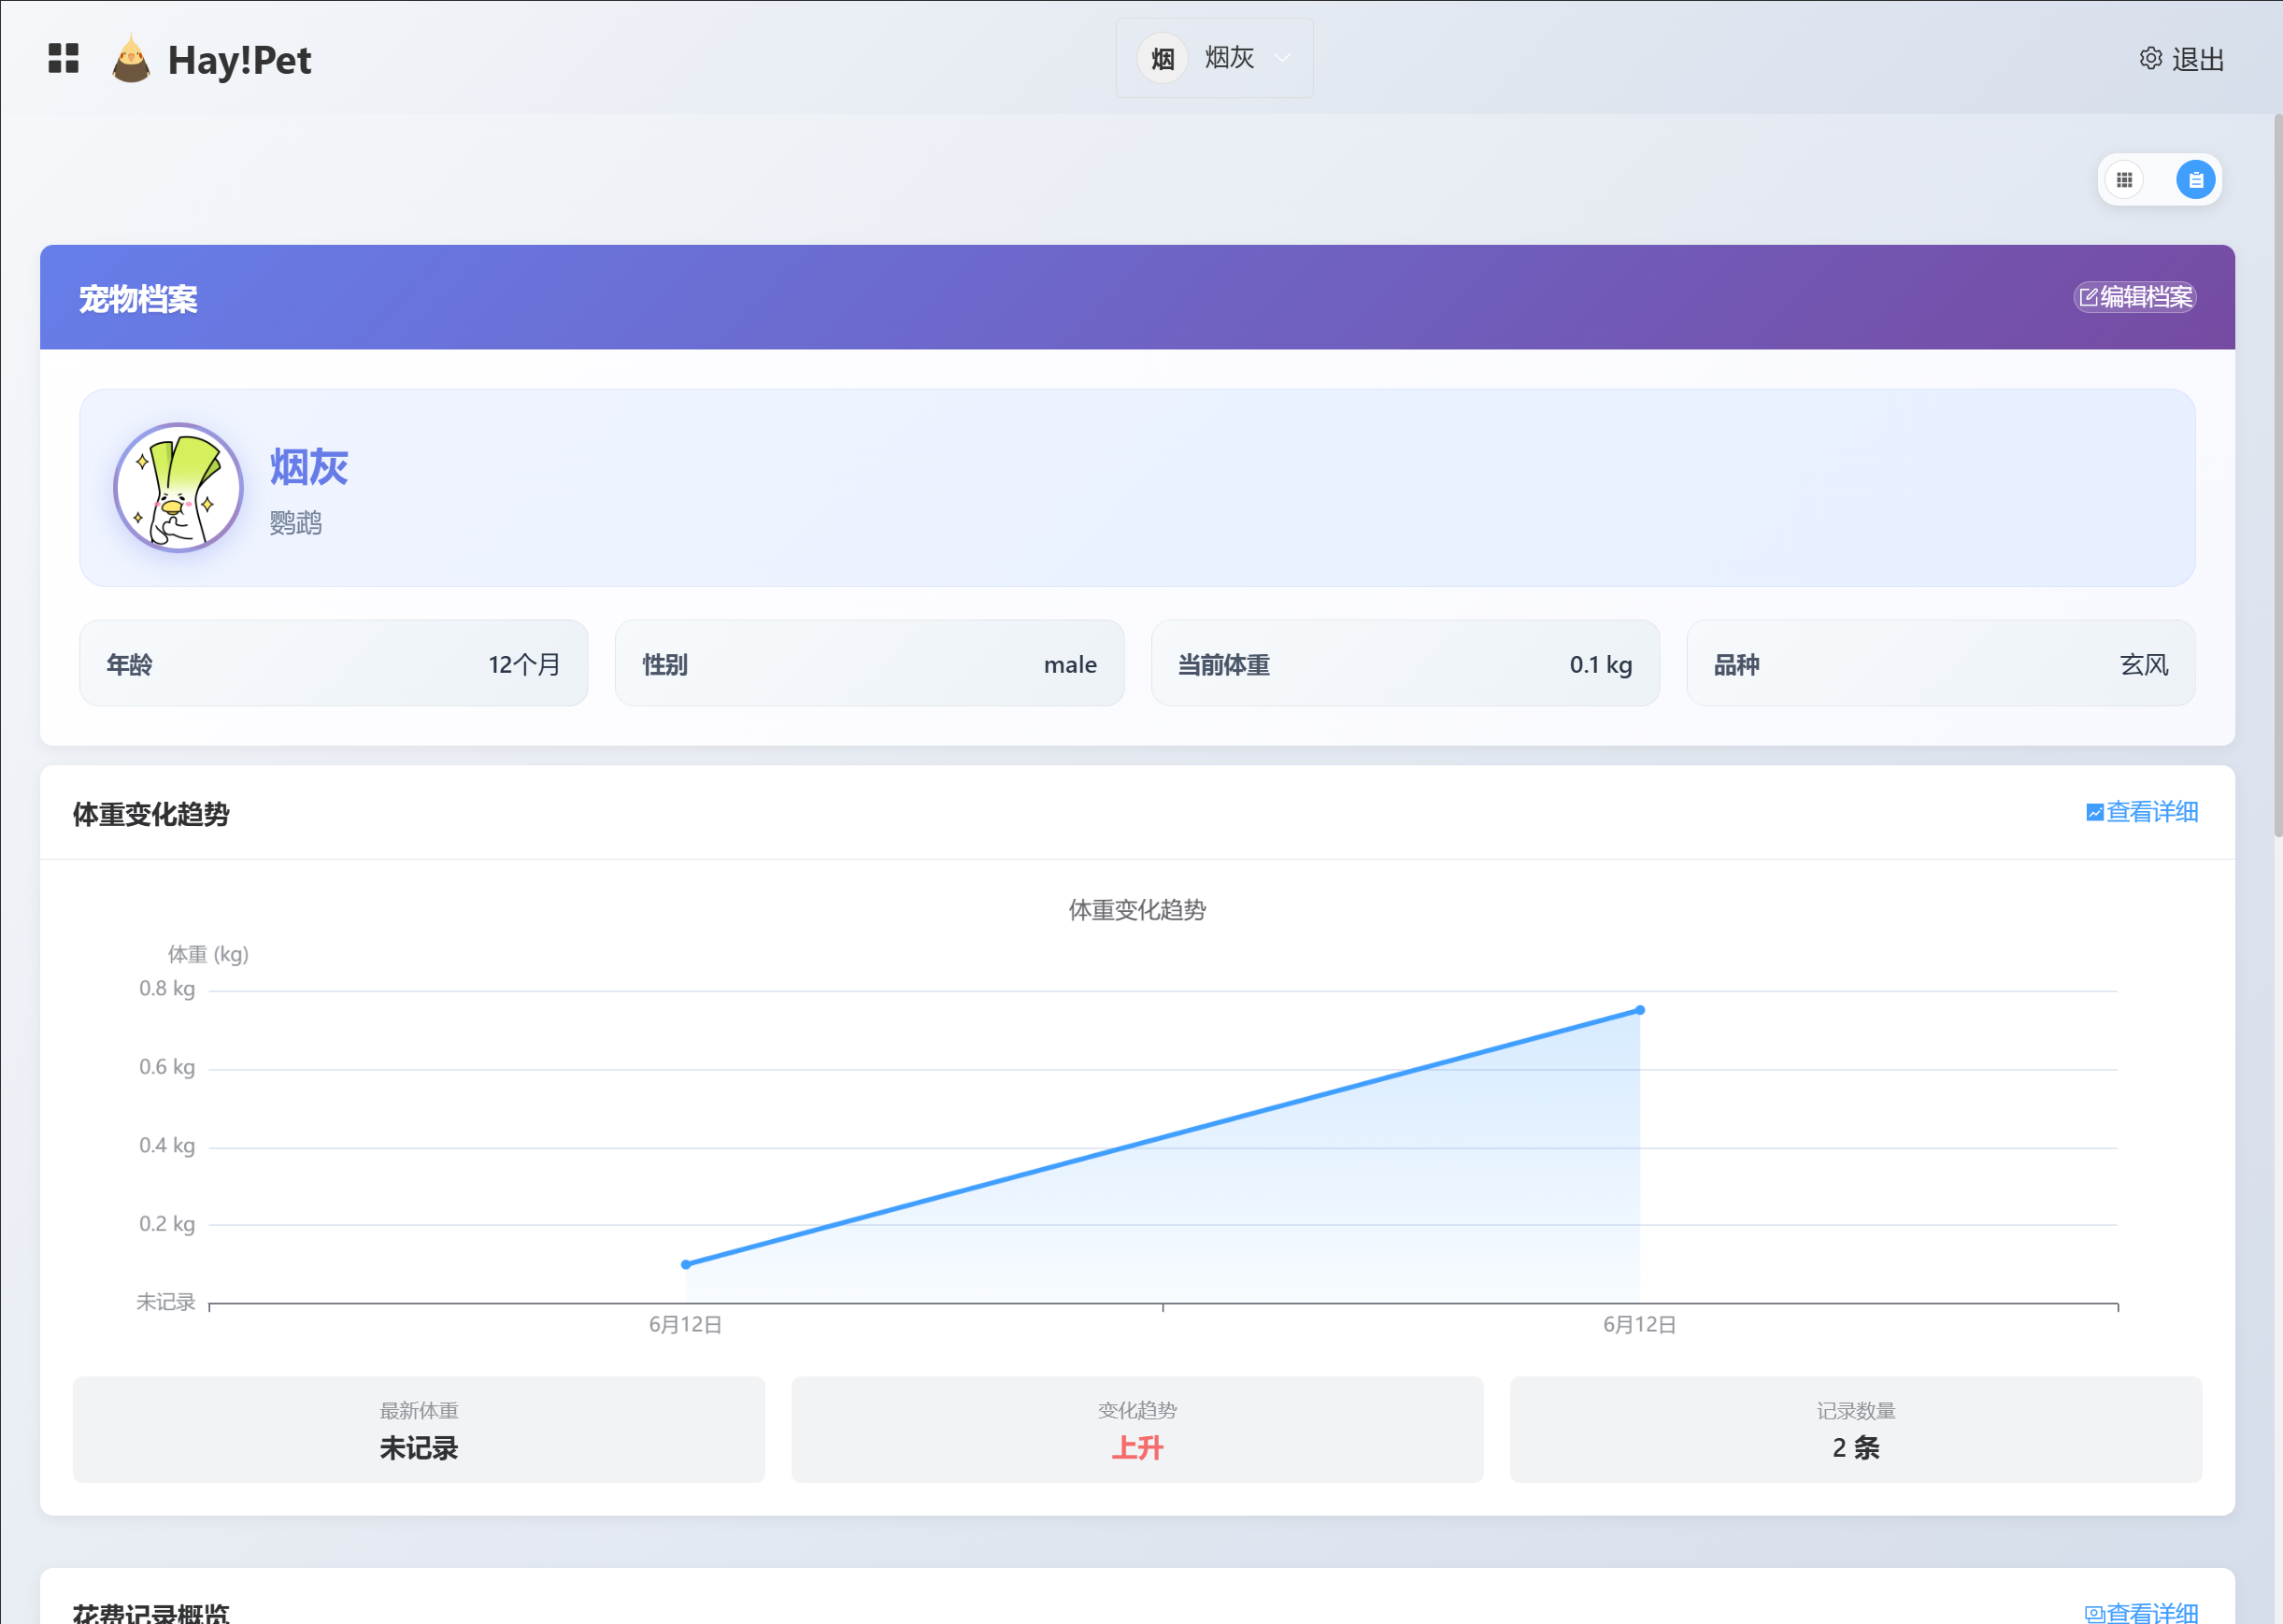 Hay!Pet
烟 烟灰
退出
宠物档案
编辑档案
烟灰
鹦鹉
年龄 12个月
性别 male
当前体重 0.1 kg
品种 玄风
体重变化趋势
查看详细
体重变化趋势
体重 (kg)
0.8 kg
0.6 kg
0.4 kg
0.2 kg
未记录
6月12日 6月12日
最新体重
未记录
变化趋势
上升
记录数量
2 条
花费记录概览
查看详细